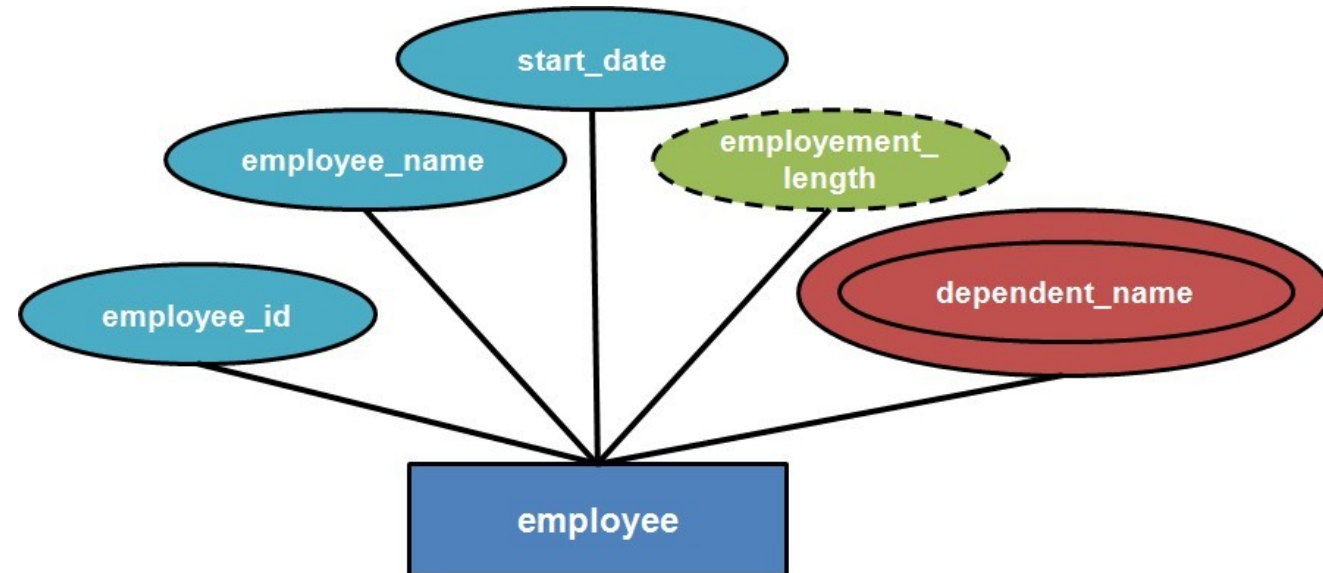 start_date
employee_name
employement_
length
employee_id
dependent_name
employee